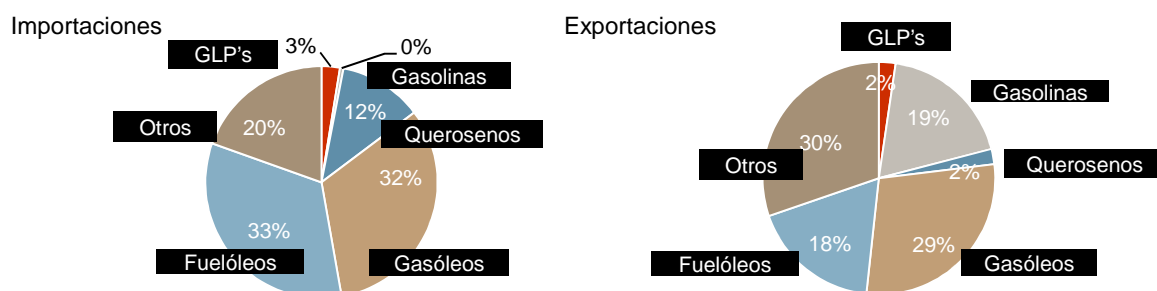 Importaciones
GLP's
3%
0%
Gasolinas
12%
Querosenos
32%
Gasóleos
33%
Fuelóleos
Otros
20%
Exportaciones
GLP's
2%
Gasolinas
19%
Querosenos
2%
29%
Gasóleos
18%
Fuelóleos
Otros
30%